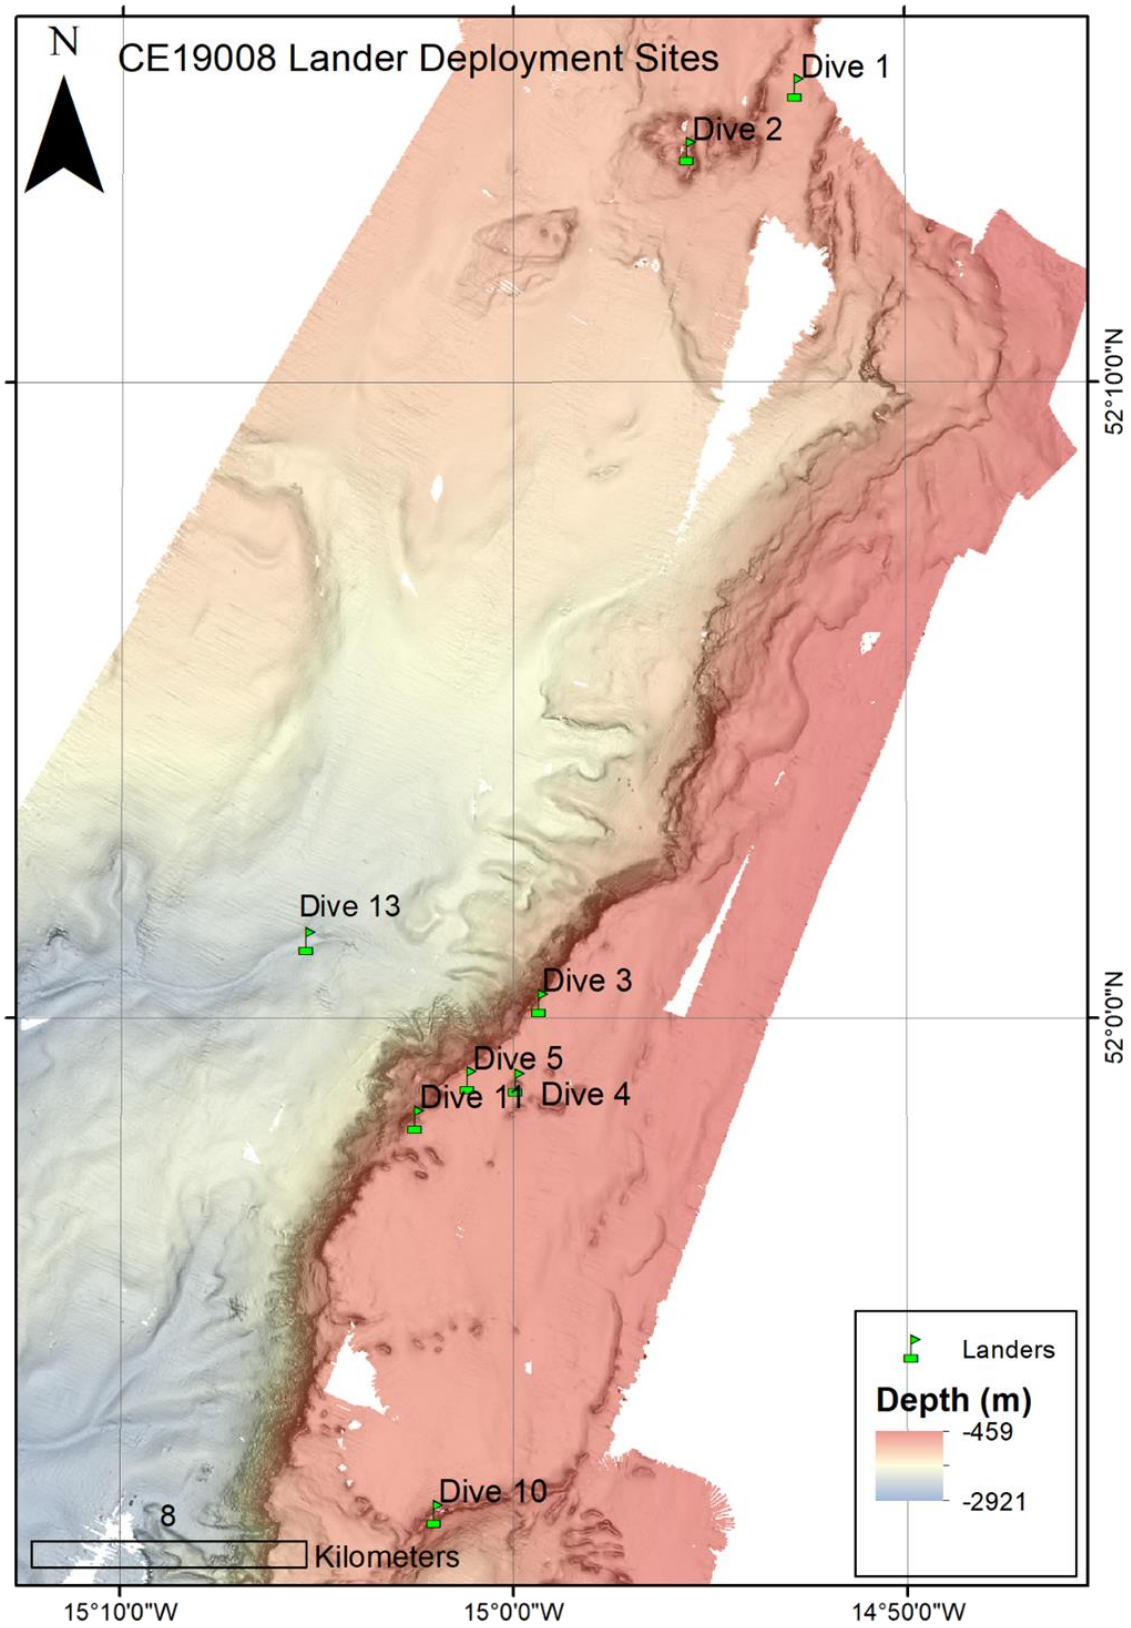 N
CE19008 Lander Deployment Sites
Dive 1
Dive 2
52°10'0"N
Dive 13
Dive 3
52°0'0"N
Dive 5
Dive 11
Dive 4
Landers
Depth (m)
-459
-2921
Dive 10
8
Kilometers
15°10'0"W
15°0'0"W
14°50'0"W